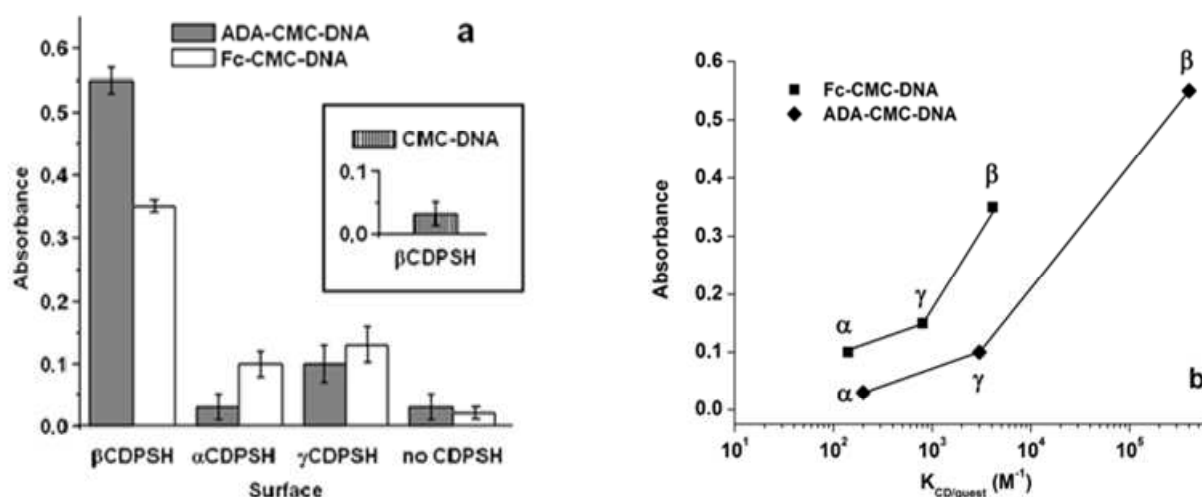 a
ADA-CMC-DNA
Fc-CMC-DNA
0.6
0.5
0.4
0.3
0.2
0.1
0.0
Absorbance
CMC-DNA
0.1
0.0
βCDPSH
βCDPSH αCDPSH γCDPSH no CDPSH
Surface
b
Fc-CMC-DNA
ADA-CMC-DNA
0.6
0.5
0.4
0.3
0.2
0.1
0.0
Absorbance
α
γ
β
α
γ
β
10¹ 10² 10³ 10⁴ 10⁵ 10⁶
K CD/guest (M⁻¹)